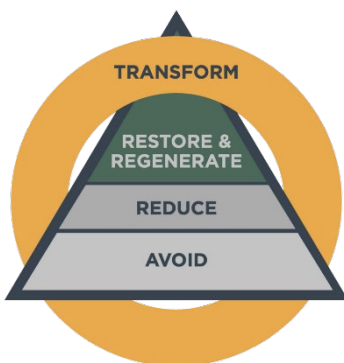 TRANSFORM
RESTORE &
REGENERATE
REDUCE
AVOID